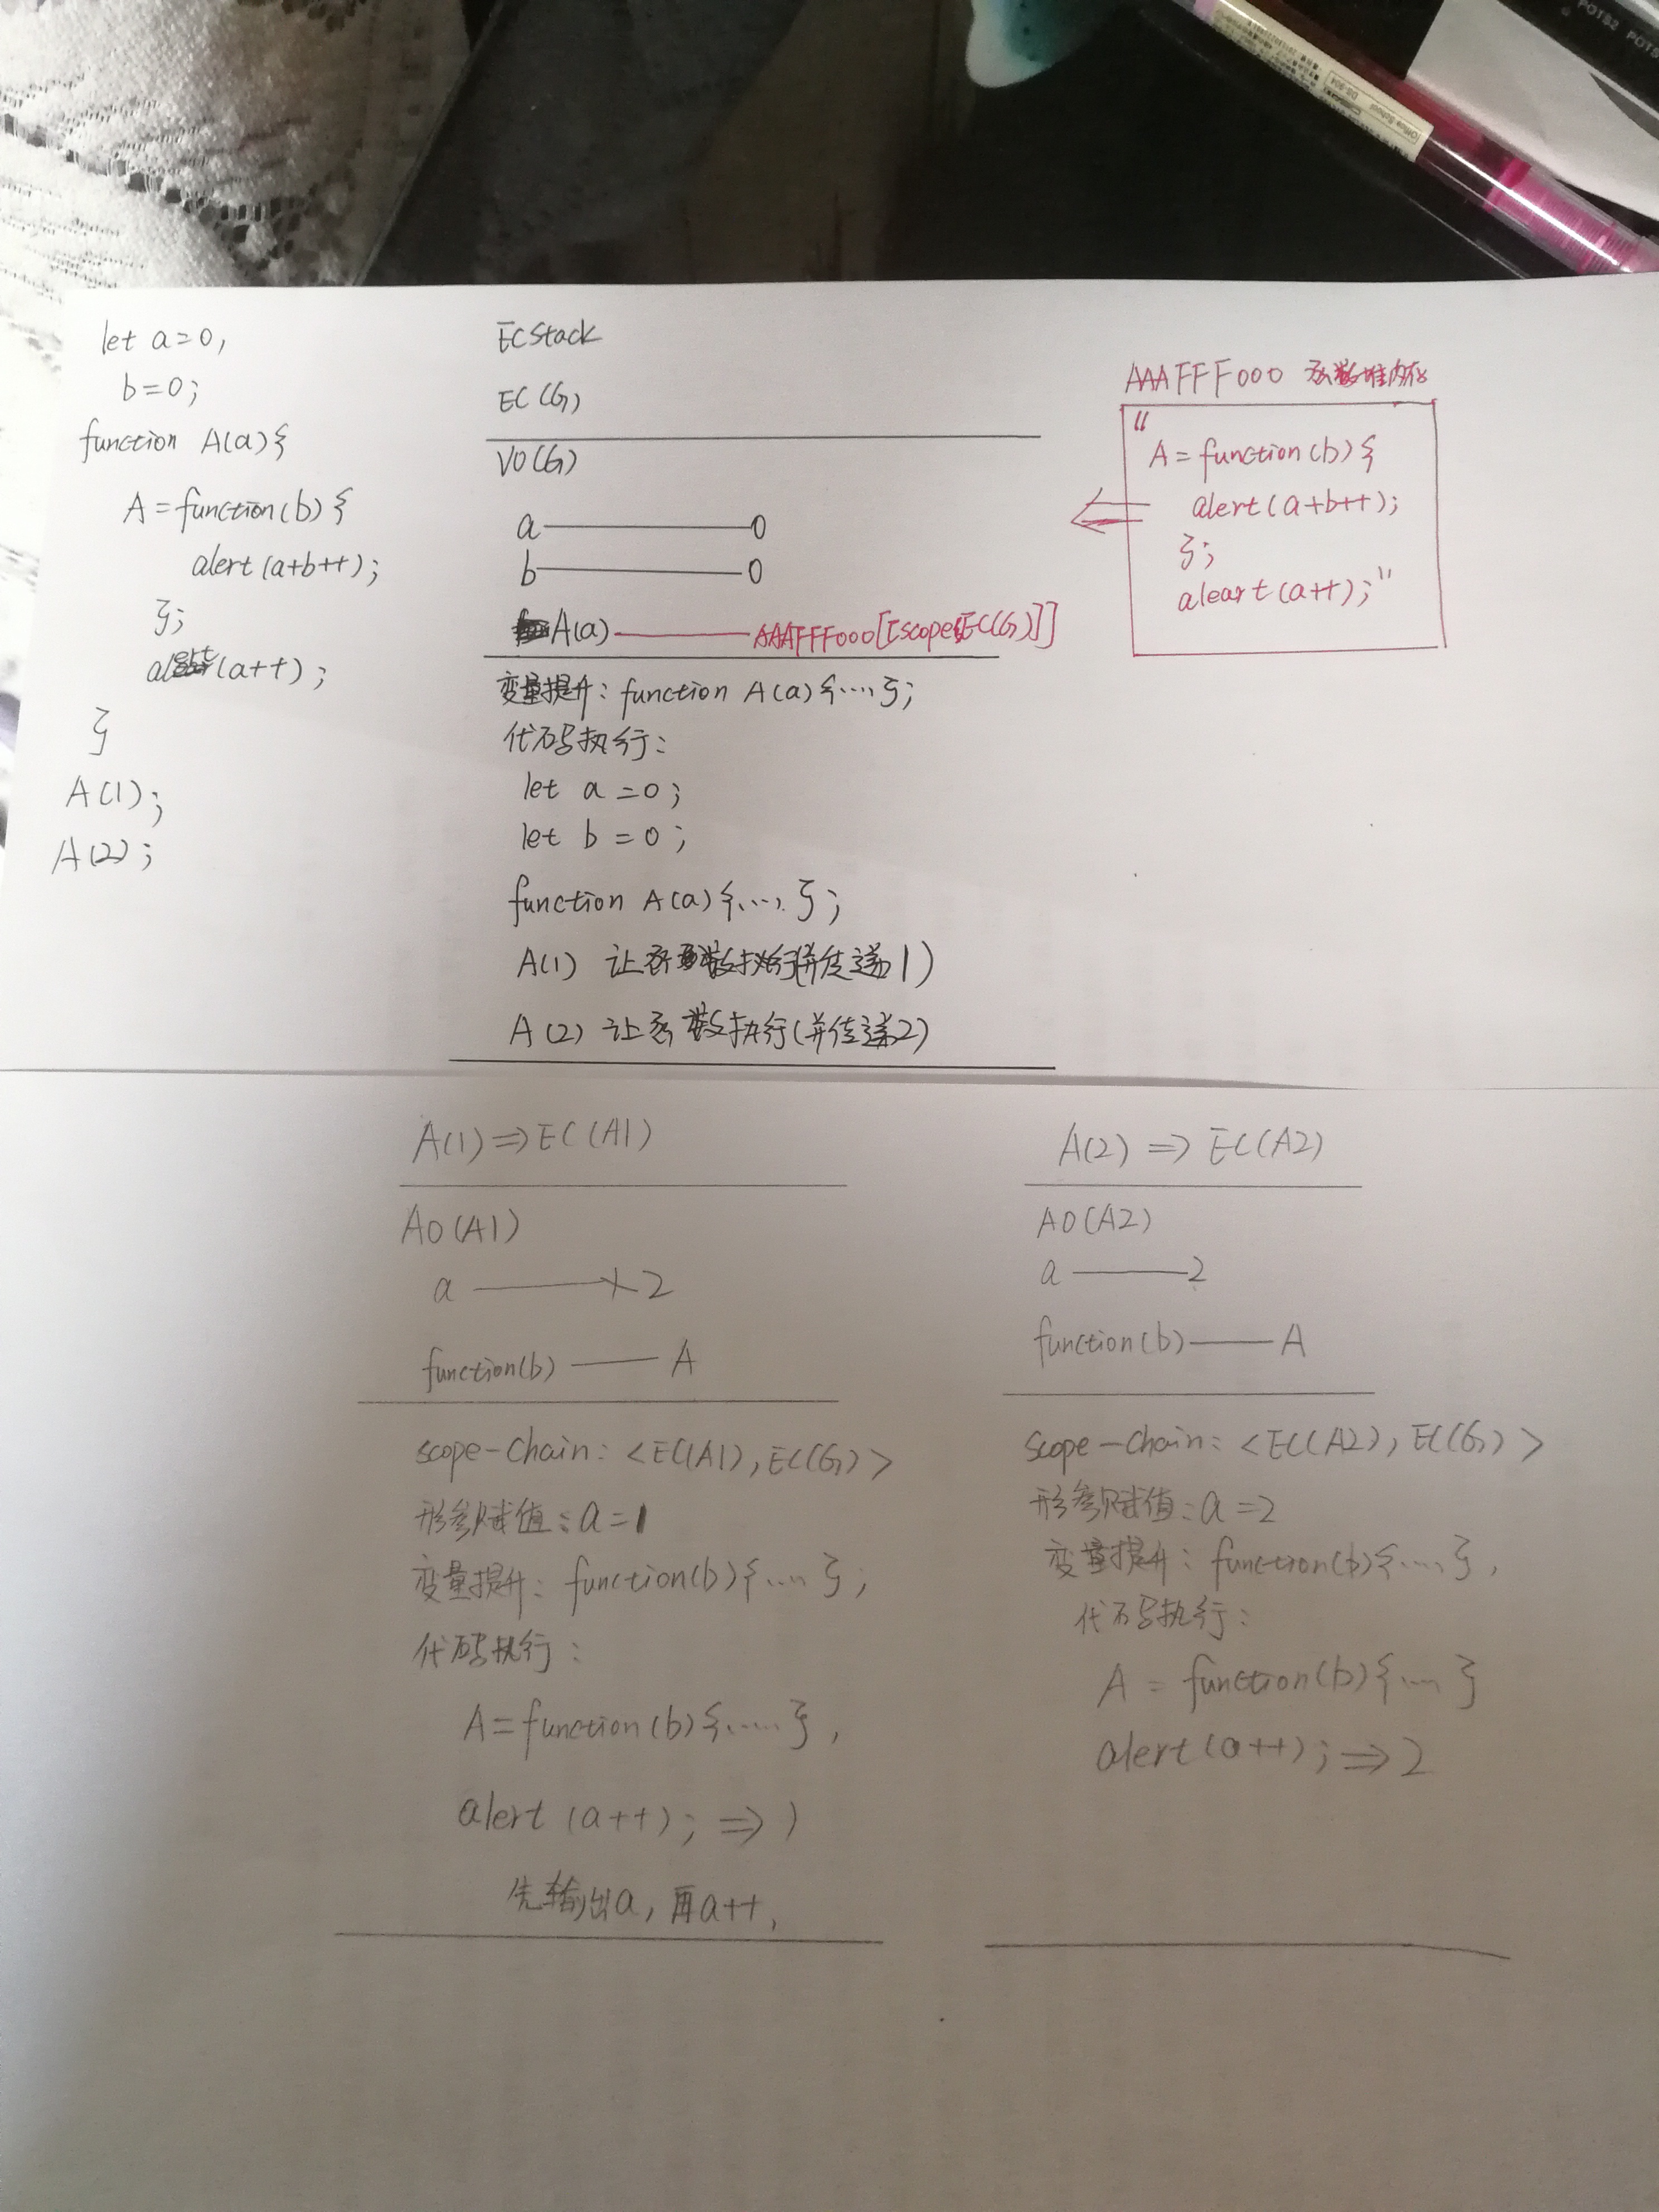 let a=0,
b=0;
function A(a){
A=function(b){
alert(a+b++);
};
alert(a++);
}
A(1);
A(2);
ECStack
EC(G)
VO(G)
a——0
b——0
A(a)——AAAFFF000[[scope:EC(G)]]
变量提升: function A(a){....};
代码执行:
let a=0;
let b=0;
function A(a){....};
A(1) 让函数执行(并传递1)
A(2) 让函数执行(并传递2)
AAAFFF000 函数堆内存
"
A=function(b){
alert(a+b++);
};
aleart(a++);"
A(1)⇒EC(A1)
AO(A1)
a——2
function(b)——A
scope-chain: <EC(A1),EC(G)>
形参赋值: a=1
变量提升: function(b){....};
代码执行:
A=function(b){.....},
alert(a++);⇒1
先输出a, 再a++,
A(2)⇒EC(A2)
AO(A2)
a——2
function(b)——A
scope-chain: <EC(A2), EC(G)>
形参赋值: a=2
变量提升: function(b){....},
代码执行:
A=function(b){....}
alert(a++);⇒2
Office School
POTS2 POTS